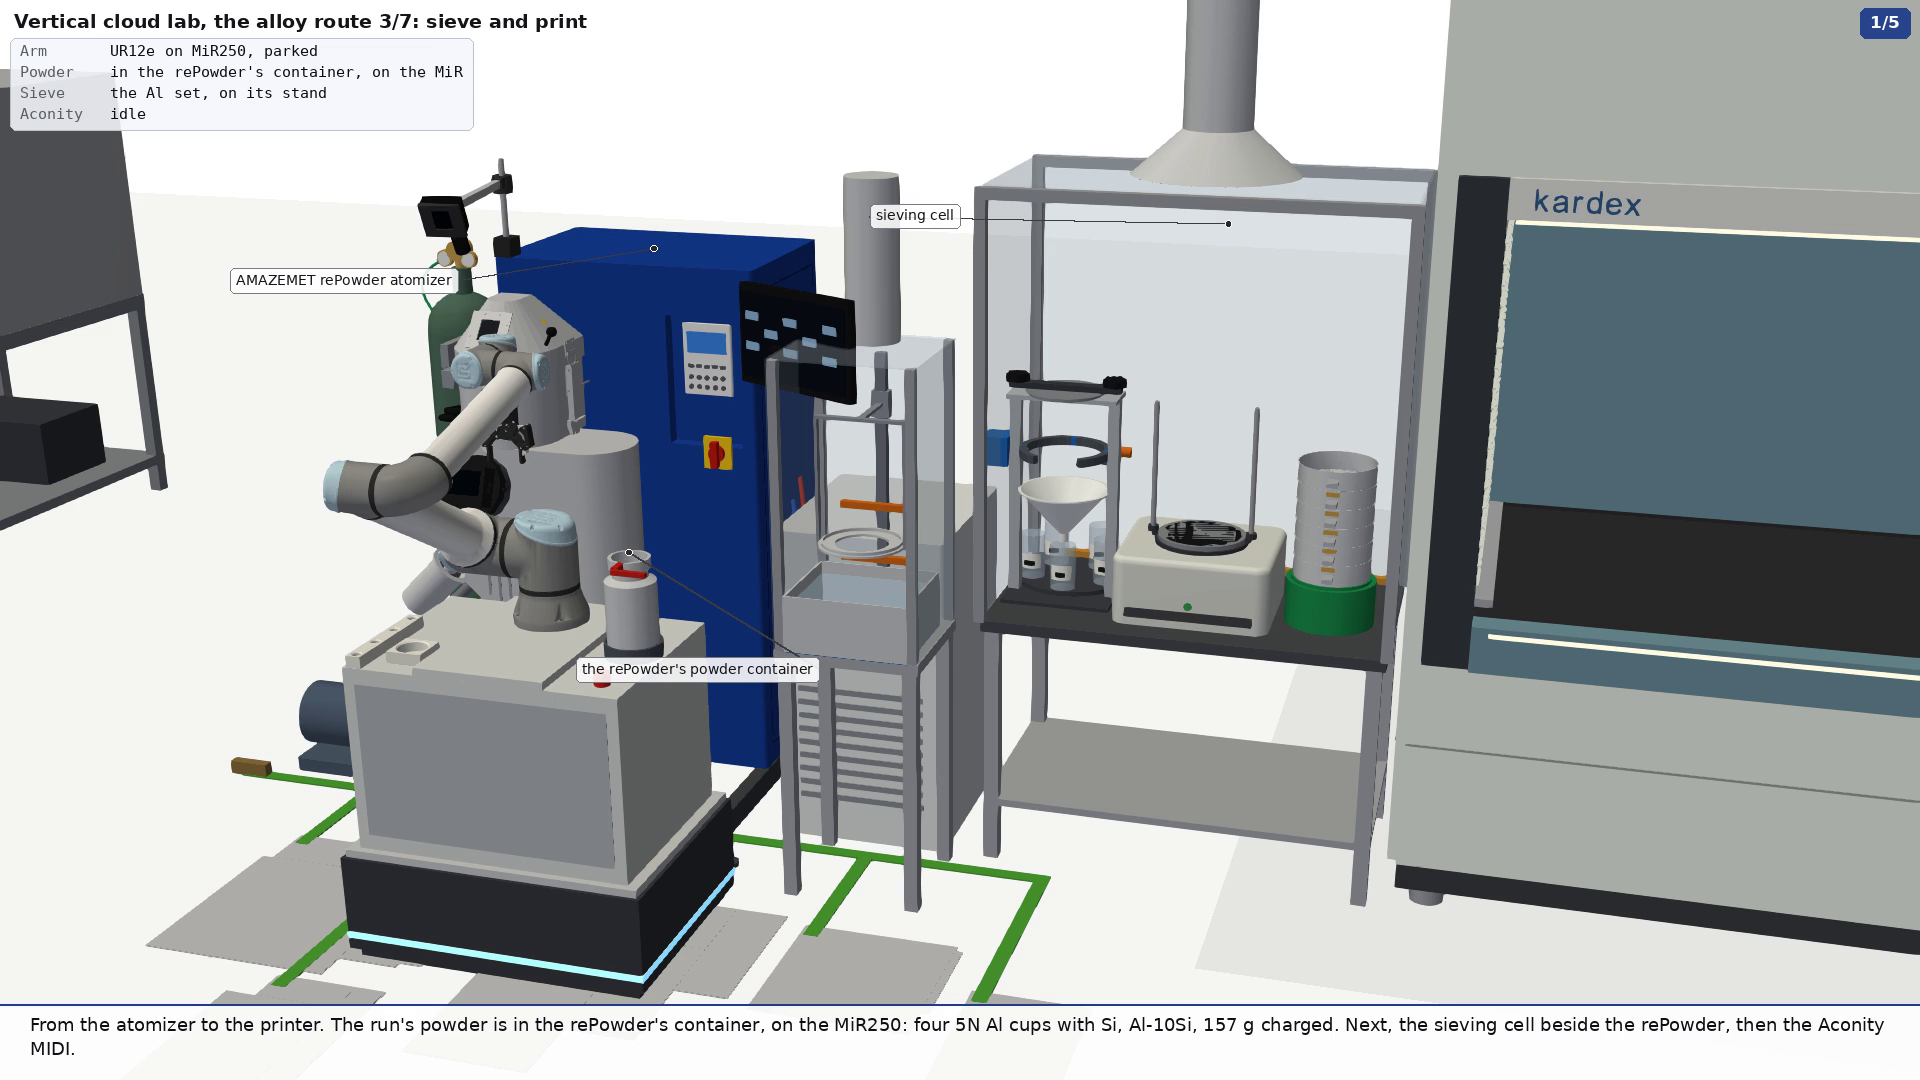 Vertical cloud lab, the alloy route 3/7: sieve and print
1/5
Arm UR12e on MiR250, parked
Powder in the rePowder's container, on the MiR
Sieve the Al set, on its stand
Aconity idle
kardex
sieving cell
AMAZEMET rePowder atomizer
the rePowder's powder container
From the atomizer to the printer. The run's powder is in the rePowder's container, on the MiR250: four 5N Al cups with Si, Al-10Si, 157 g charged. Next, the sieving cell beside the rePowder, then the Aconity
MIDI.